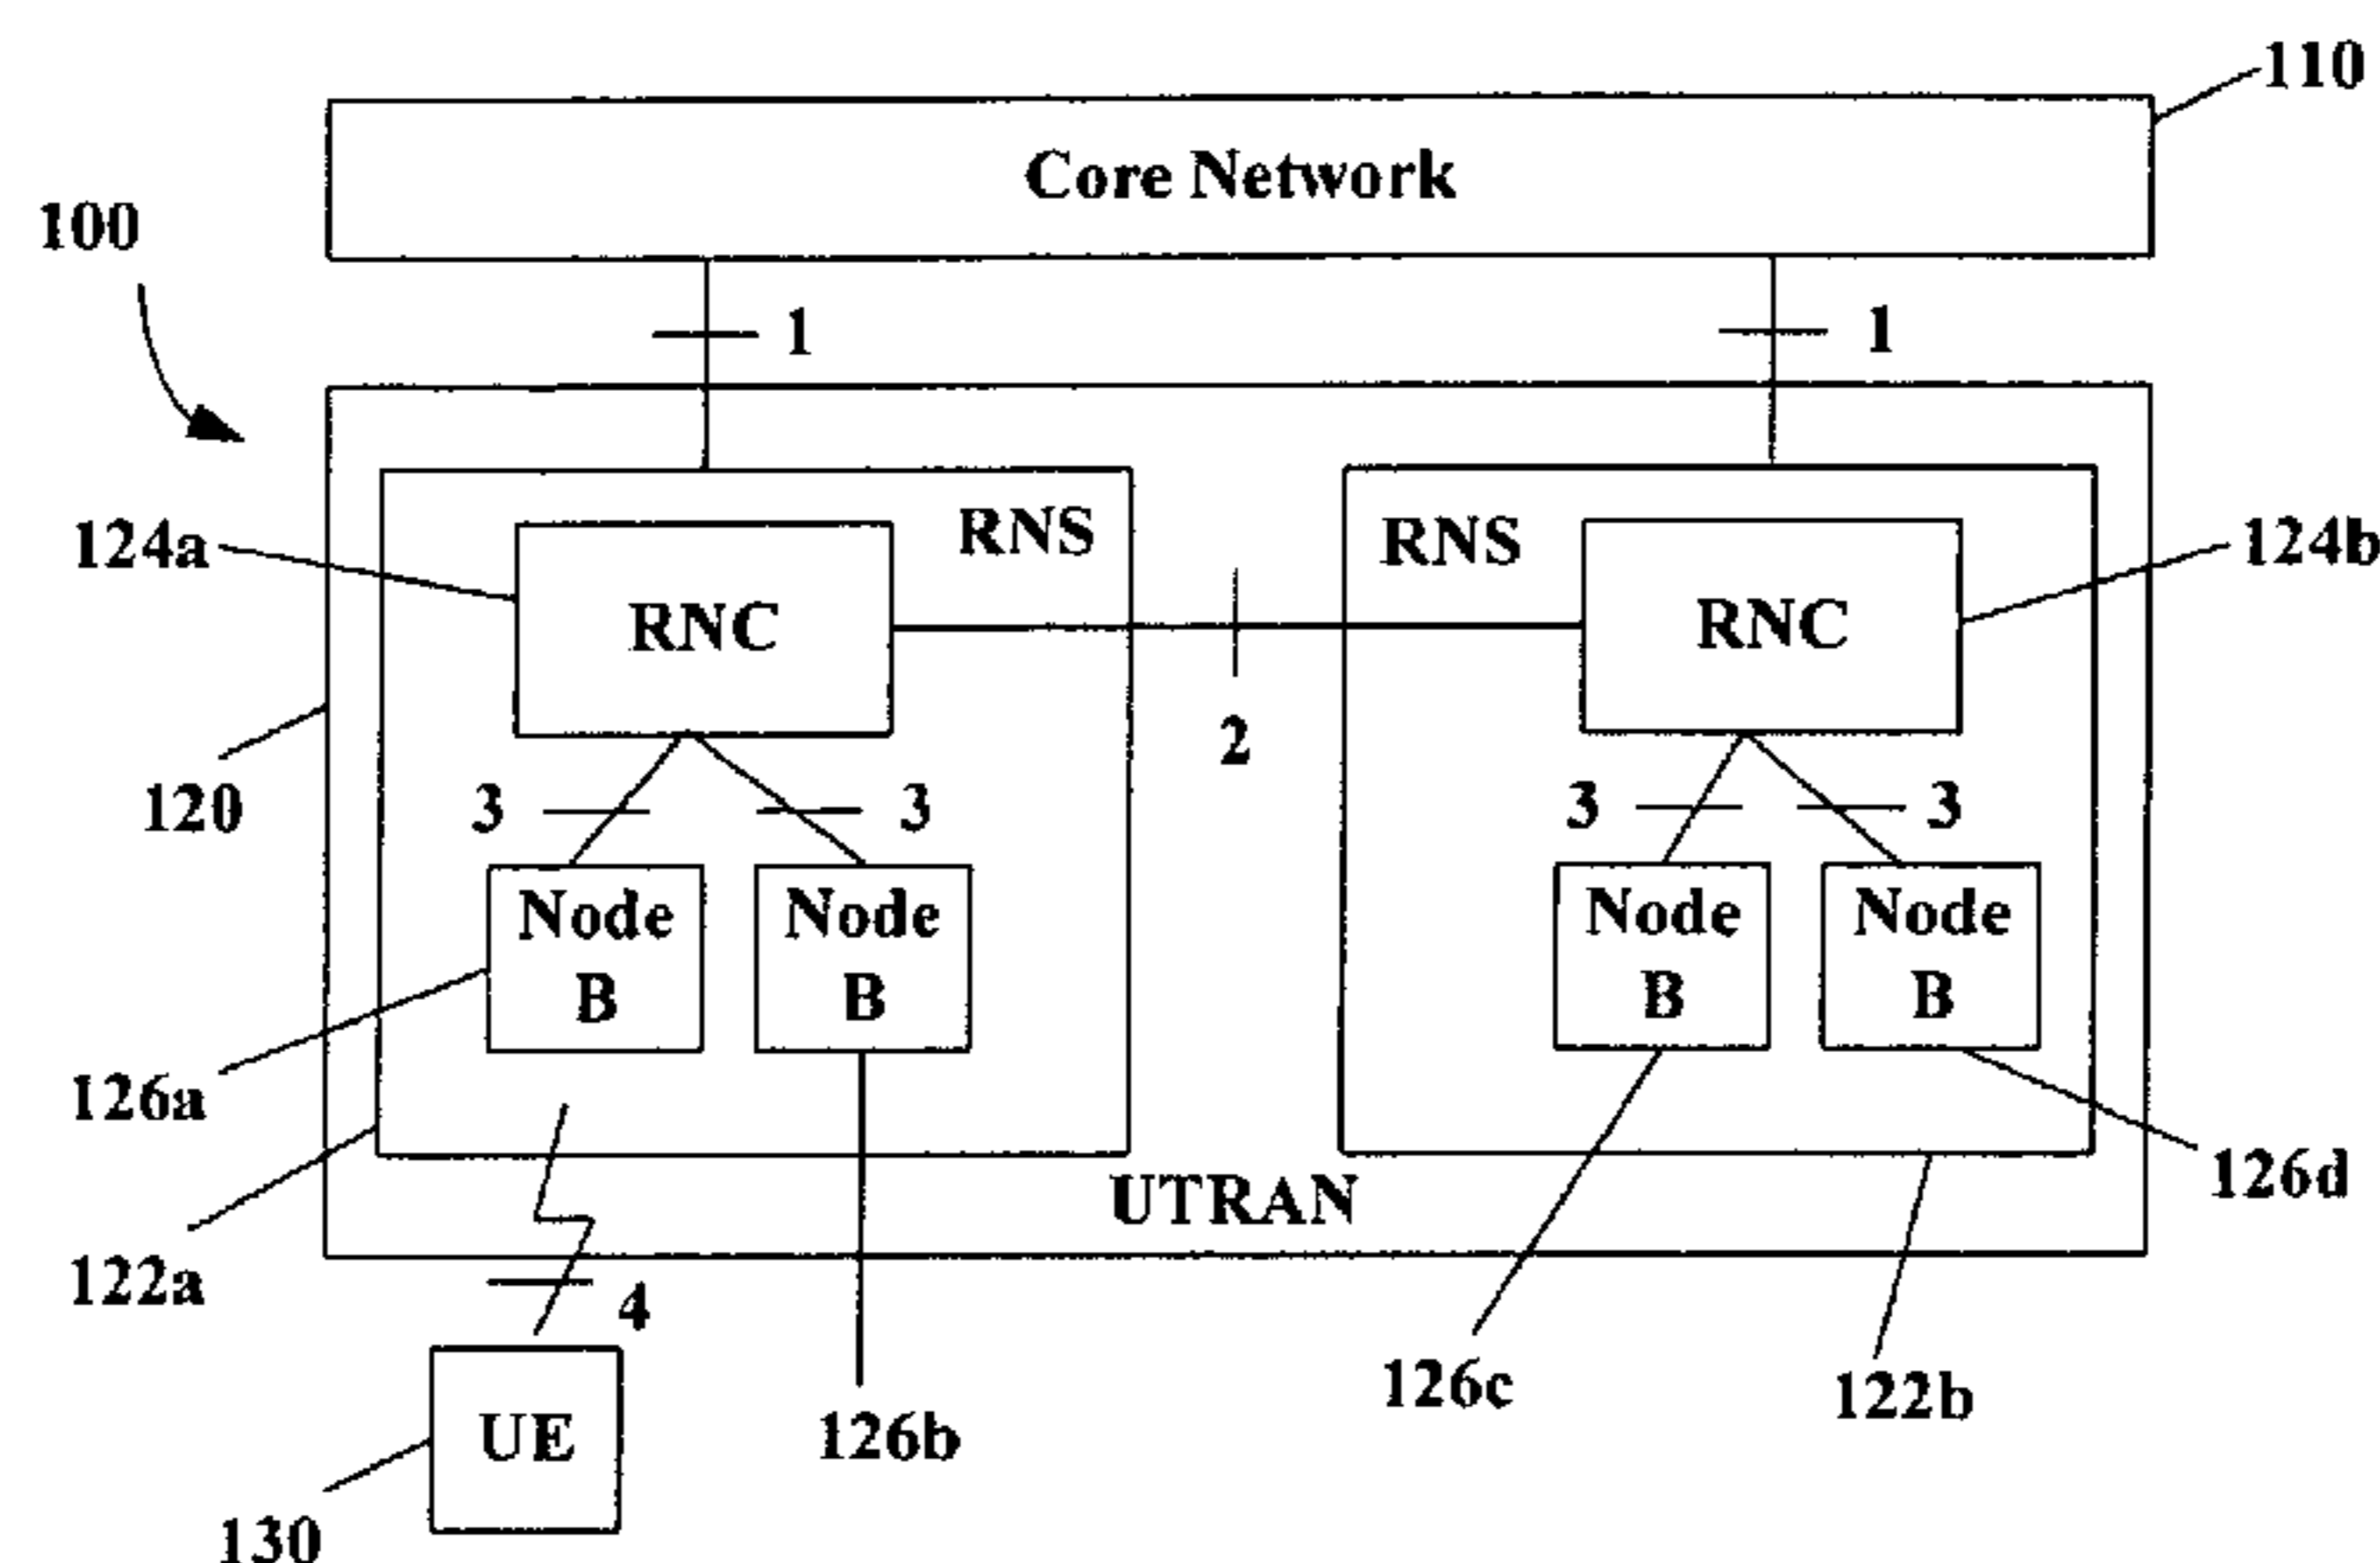 110
Core Network
100
1 1
124a RNS RNS 124b
RNC RNC
2
120 3 3 3 3
Node
B
Node
B
Node
B
Node
B
126a
122a UTRAN 126d
4
126c 122b
UE 126b
130